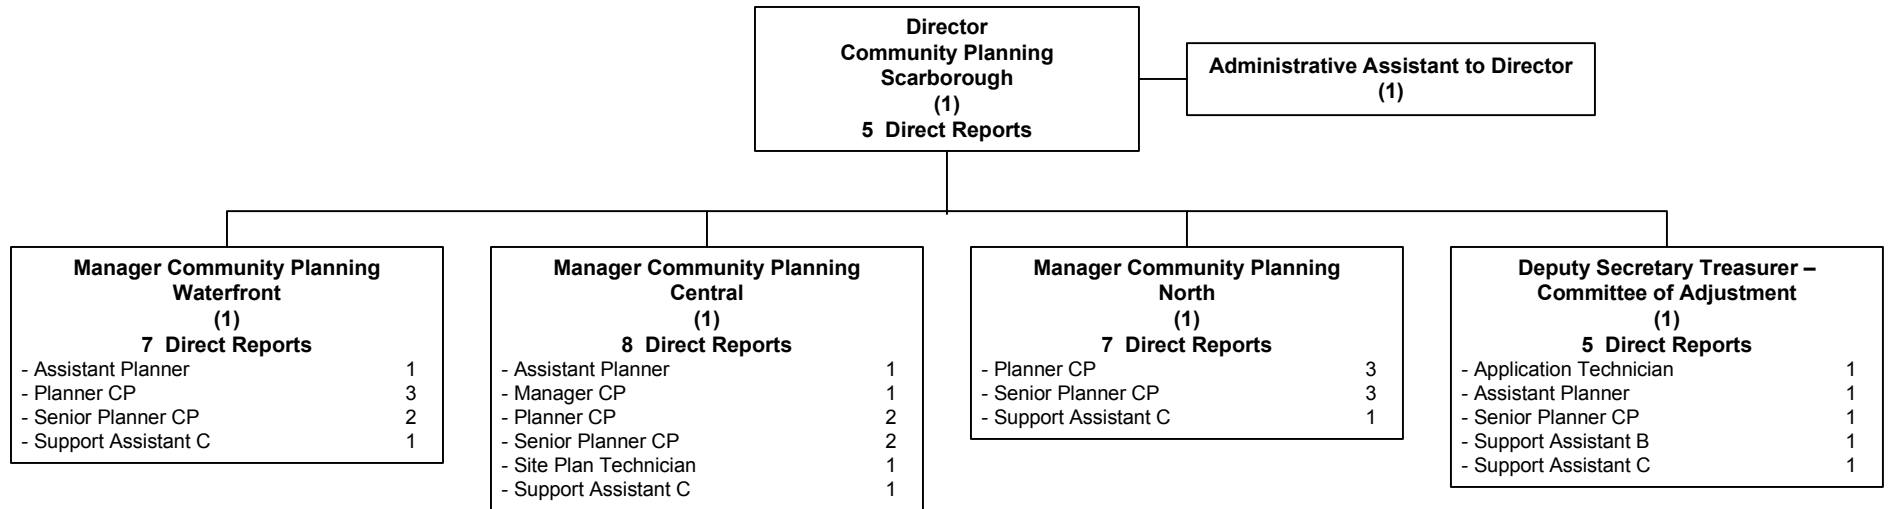 Director
Community Planning
Scarborough
(1)
5 Direct Reports
Administrative Assistant to Director
(1)
Manager Community Planning
Waterfront
(1)
7 Direct Reports
- Assistant Planner 1
- Planner CP 3
- Senior Planner CP 2
- Support Assistant C 1
Manager Community Planning
Central
(1)
8 Direct Reports
- Assistant Planner 1
- Manager CP 1
- Planner CP 2
- Senior Planner CP 2
- Site Plan Technician 1
- Support Assistant C 1
Manager Community Planning
North
(1)
7 Direct Reports
- Planner CP 3
- Senior Planner CP 3
- Support Assistant C 1
Deputy Secretary Treasurer –
Committee of Adjustment
(1)
5 Direct Reports
- Application Technician 1
- Assistant Planner 1
- Senior Planner CP 1
- Support Assistant B 1
- Support Assistant C 1